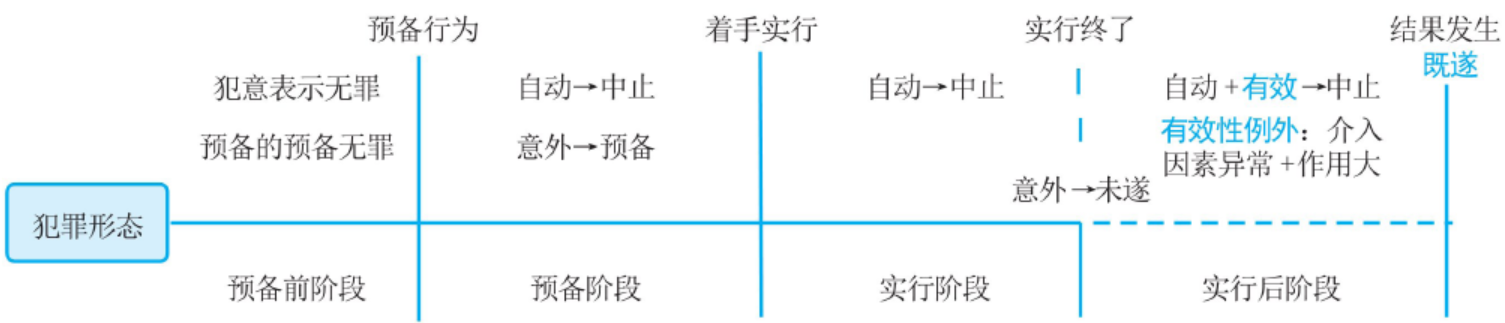 预备行为 着手实行 实行终了 结果发生
既遂
犯意表示无罪 自动→中止 自动→中止 自动+有效→中止
预备的预备无罪 意外→预备 有效性例外：介入
因素异常+作用大
意外→未遂
犯罪形态
预备前阶段 预备阶段 实行阶段 实行后阶段